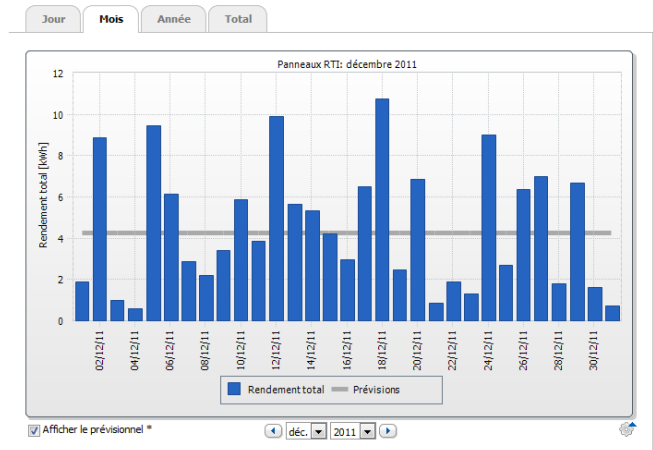 Jour Mois Année Total
Panneaux RTI: décembre 2011
Rendement total [kWh]
12
10
8
6
4
2
0
02/12/11 04/12/11 06/12/11 08/12/11 10/12/11 12/12/11 14/12/11 16/12/11 18/12/11 20/12/11 22/12/11 24/12/11 26/12/11 28/12/11 30/12/11
Rendement total Prévisions
Afficher le prévisionnel * déc. 2011